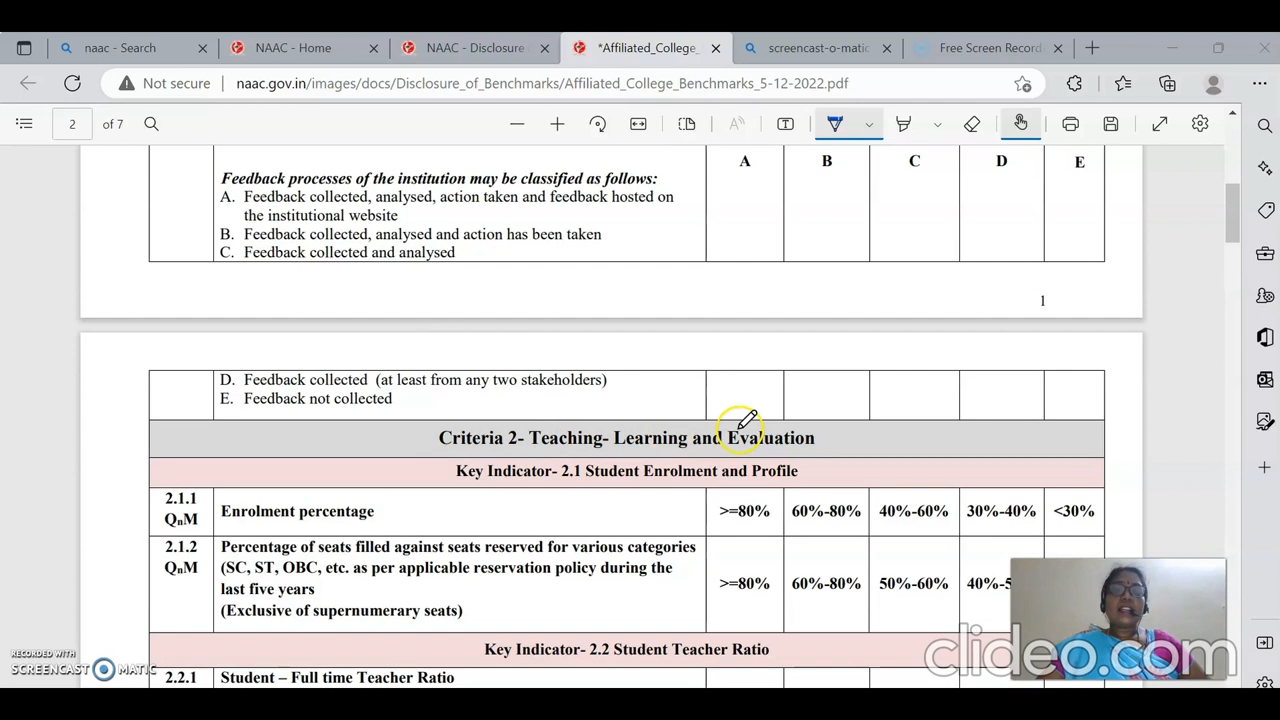 naac - Search
NAAC - Home
NAAC - Disclosure
*Affiliated_College_
screencast-o-matic
Free Screen Record
Not secure
naac.gov.in/images/docs/Disclosure_of_Benchmarks/Affiliated_College_Benchmarks_5-12-2022.pdf
2 of 7
A B C D E
Feedback processes of the institution may be classified as follows:
A. Feedback collected, analysed, action taken and feedback hosted on
the institutional website
B. Feedback collected, analysed and action has been taken
C. Feedback collected and analysed
1
D. Feedback collected (at least from any two stakeholders)
E. Feedback not collected
Criteria 2- Teaching- Learning and Evaluation
Key Indicator- 2.1 Student Enrolment and Profile
2.1.1
QnM
Enrolment percentage
>=80% 60%-80% 40%-60% 30%-40% <30%
2.1.2
QnM
Percentage of seats filled against seats reserved for various categories
(SC, ST, OBC, etc. as per applicable reservation policy during the
last five years
(Exclusive of supernumerary seats)
>=80% 60%-80% 50%-60% 40%-5
Key Indicator- 2.2 Student Teacher Ratio
2.2.1 Student – Full time Teacher Ratio
RECORDED WITH
SCREENCAST MATIC
clideo.com